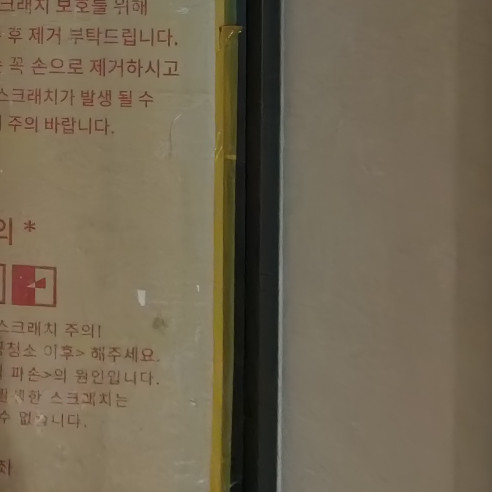 크래치 보호를 위해
후 제거 부탁드립니다.
꼭 손으로 제거하시고
스크래치가 발생 될 수
주의 바랍니다.
의 *
스크래치 주의!
청소 이후> 해주세요.
파손>의 원인입니다.
발생한 스크래치는
수 없습니다.